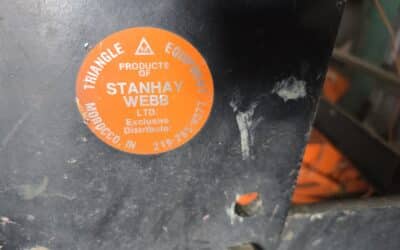 TRIANGLE EQUIPMENT
PRODUCTS
OF
STANHAY
WEBB
LTD.
Exclusive
Distributor
MOROCCO, IN